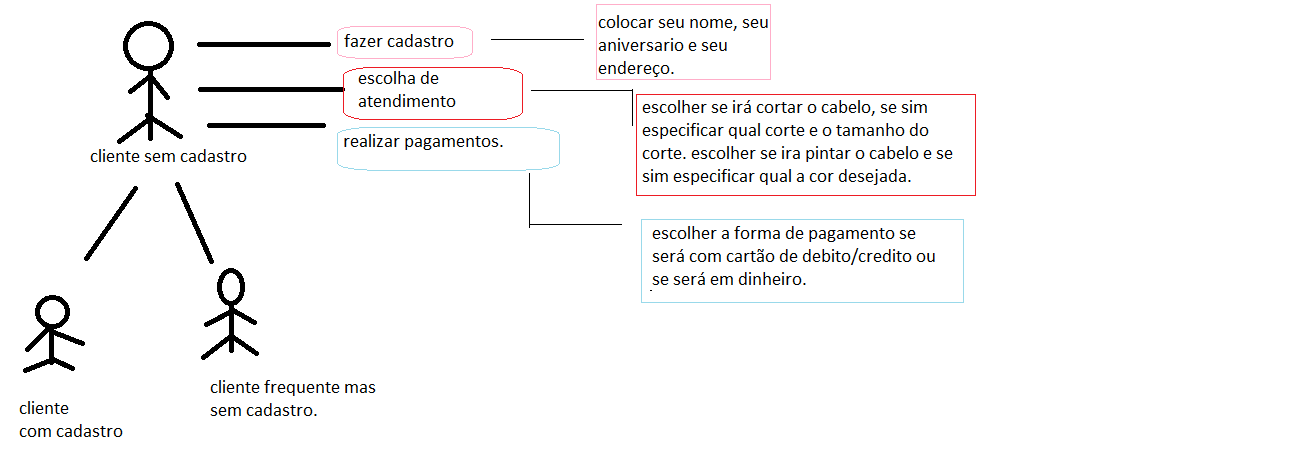 fazer cadastro
colocar seu nome, seu
aniversario e seu
endereço.
escolha de
atendimento
escolher se irá cortar o cabelo, se sim
especificar qual corte e o tamanho do
corte. escolher se ira pintar o cabelo e se
sim especificar qual a cor desejada.
realizar pagamentos.
cliente sem cadastro
escolher a forma de pagamento se
será com cartão de debito/credito ou
se será em dinheiro.
cliente frequente mas
sem cadastro.
cliente
com cadastro